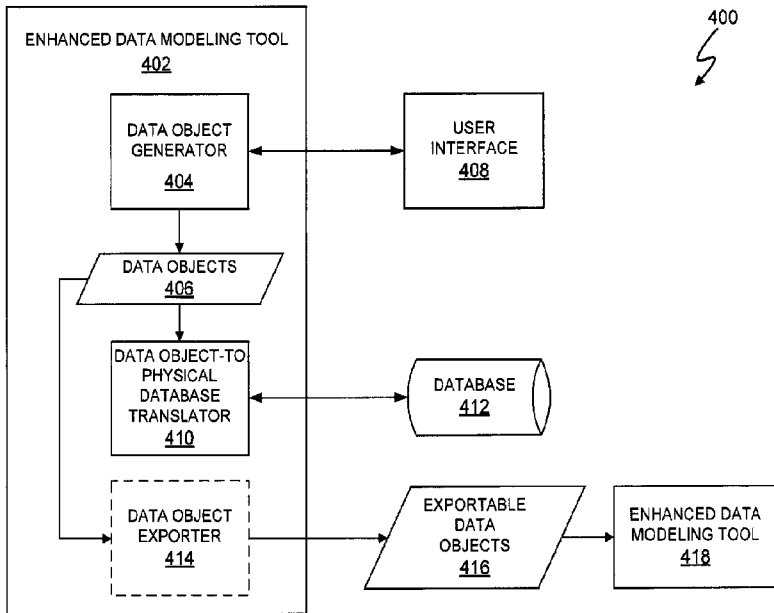 400
ENHANCED DATA MODELING TOOL
402
DATA OBJECT
GENERATOR
404
USER
INTERFACE
408
DATA OBJECTS
406
DATA OBJECT-TO
PHYSICAL
DATABASE
TRANSLATOR
410
DATABASE
412
DATA OBJECT
EXPORTER
414
EXPORTABLE
DATA
OBJECTS
416
ENHANCED DATA
MODELING TOOL
418